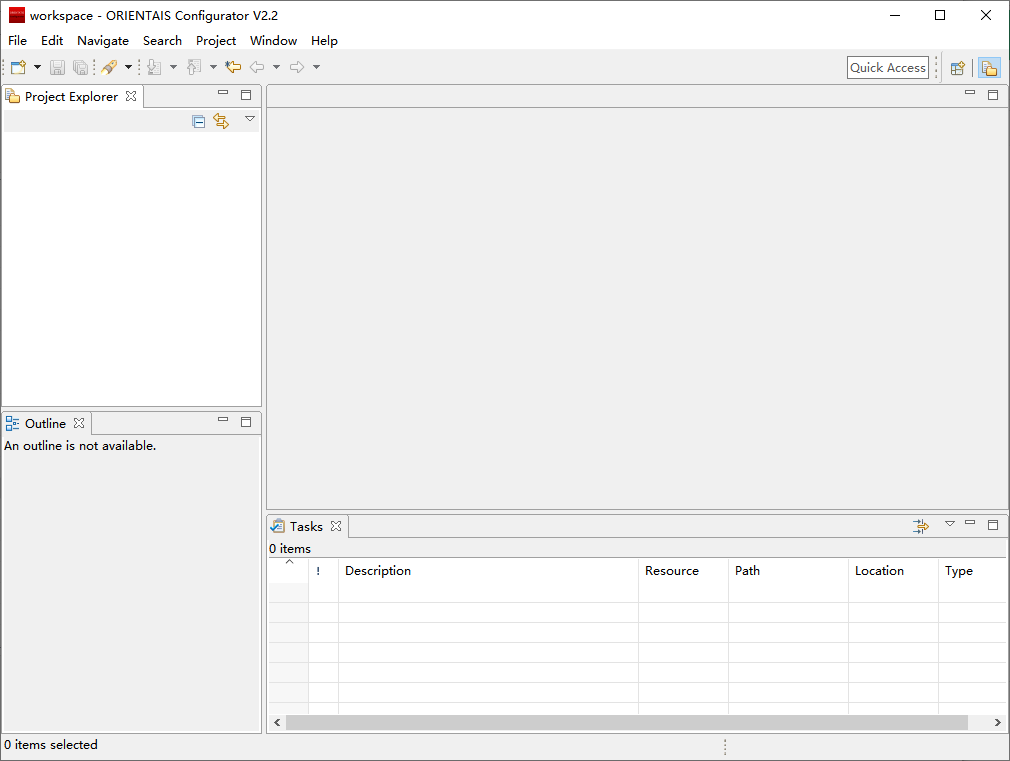 workspace - ORIENTAIS Configurator V2.2
File Edit Navigate Search Project Window Help
Quick Access
Project Explorer
Outline
An outline is not available.
Tasks
0 items
! Description Resource Path Location Type
0 items selected